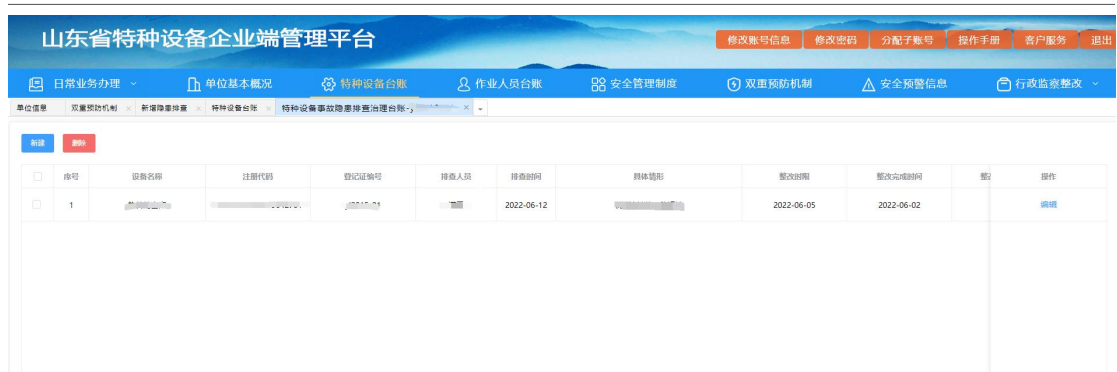 山东省特种设备企业端管理平台
修改账号信息 修改密码 分配子账号 操作手册 客户服务 退出
日常业务办理 单位基本概况 特种设备台账 作业人员台账 安全管理制度 双重预防机制 安全预警信息 行政监察整改
单位信息 双重预防机制 × 新增隐患排查 × 特种设备台账 × 特种设备事故隐患排查治理台账- ×
新建 删除
序号 设备名称 注册代码 登记证编号 排查人员 排查时间 具体情形 整改时限 整改完成时间 操作
1 2022-06-12 2022-06-05 2022-06-02 编辑